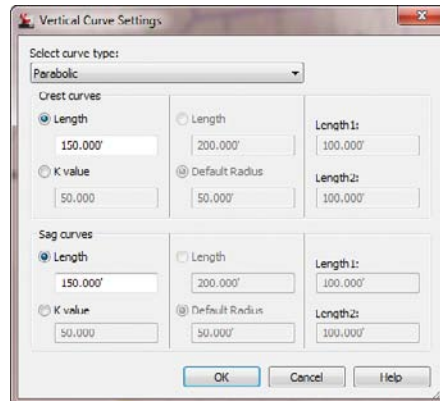 Vertical Curve Settings
Select curve type:
Parabolic
Crest curves
Length
150.000'
K value
50.000
Length
200.000'
Default Radius
50.000'
Length1:
100.000'
Length2:
100.000'
Sag curves
Length
150.000'
K value
50.000
Length
200.000'
Default Radius
50.000'
Length1:
100.000'
Length2:
100.000'
OK Cancel Help